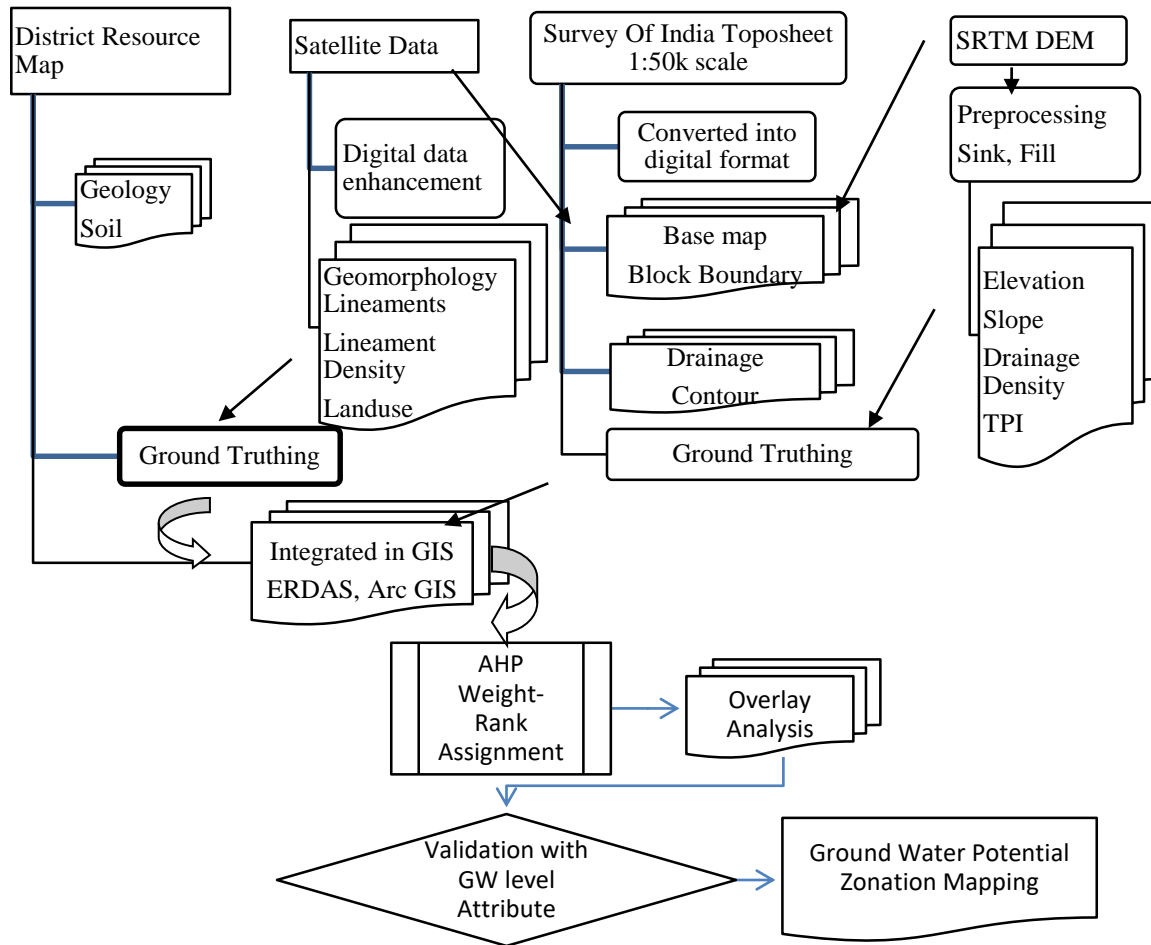 District Resource
Map
Satellite Data
Survey Of India Toposheet
1:50k scale
SRTM DEM
Preprocessing
Sink, Fill
Converted into
digital format
Digital data
enhancement
Geology
Soil
Base map
Block Boundary
Geomorphology
Lineaments
Lineament
Density
Landuse
Elevation
Slope
Drainage
Density
TPI
Drainage
Contour
Ground Truthing
Ground Truthing
Integrated in GIS
ERDAS, Arc GIS
AHP
Weight-
Rank
Assignment
Overlay
Analysis
Validation with
GW level
Attribute
Ground Water Potential
Zonation Mapping